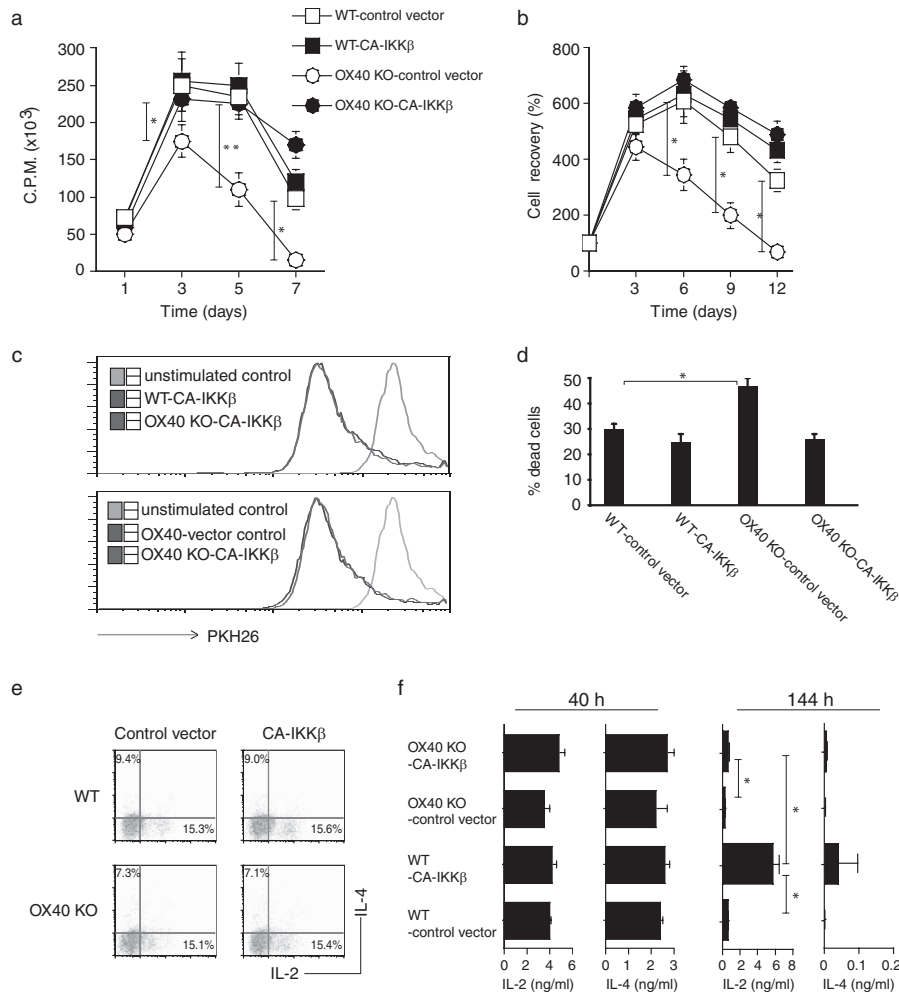 a
WT-control vector
WT-CA-IKKβ
OX40 KO-control vector
OX40 KO-CA-IKKβ
300
250
200
150
100
50
0
C.P.M. (x10³)
*
**
*
1 3 5 7
Time (days)
b
800
600
400
200
0
Cell recovery (%)
*
*
*
3 6 9 12
Time (days)
c
unstimulated control
WT-CA-IKKβ
OX40 KO-CA-IKKβ
unstimulated control
OX40-vector control
OX40 KO-CA-IKKβ
PKH26
d
50
40
30
20
10
0
% dead cells
*
WT-control vector
WT-CA-IKKβ
OX40 KO-control vector
OX40 KO-CA-IKKβ
e
Control vector CA-IKKβ
WT
9.4%
15.3%
9.0%
15.6%
OX40 KO
7.3%
15.1%
7.1%
15.4%
IL-4
IL-2
f
40 h 144 h
OX40 KO
-CA-IKKβ
OX40 KO
-control vector
WT
-CA-IKKβ
WT
-control vector
*
*
*
0 2 4 6
IL-2 (ng/ml)
0 1 2 3
IL-4 (ng/ml)
0 2 4 6 8
IL-2 (ng/ml)
0 0.1 0.2
IL-4 (ng/ml)